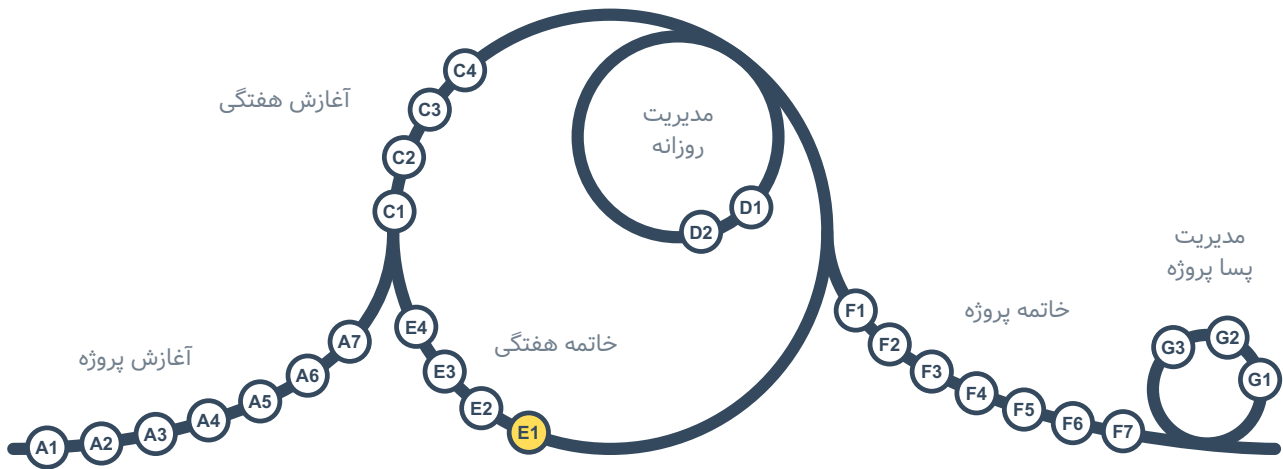 آغازش پروژه
A1
A2
A3
A4
A5
A6
A7
آغازش هفتگی
C1
C2
C3
C4
مدیریت
روزانه
D1
D2
خاتمه هفتگی
E1
E2
E3
E4
خاتمه پروژه
F1
F2
F3
F4
F5
F6
F7
مدیریت
پسا پروژه
G1
G2
G3